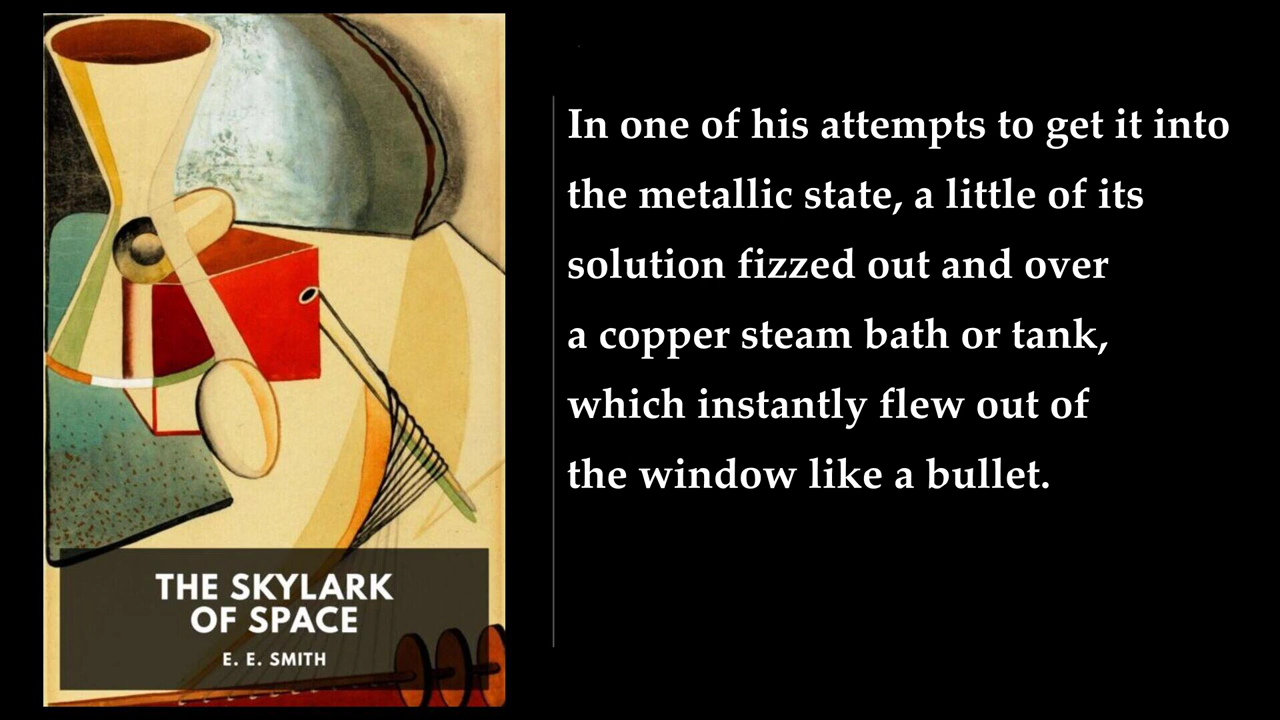 In one of his attempts to get it into
the metallic state, a little of its
solution fizzed out and over
a copper steam bath or tank,
which instantly flew out of
the window like a bullet.
THE SKYLARK
OF SPACE
E. E. SMITH